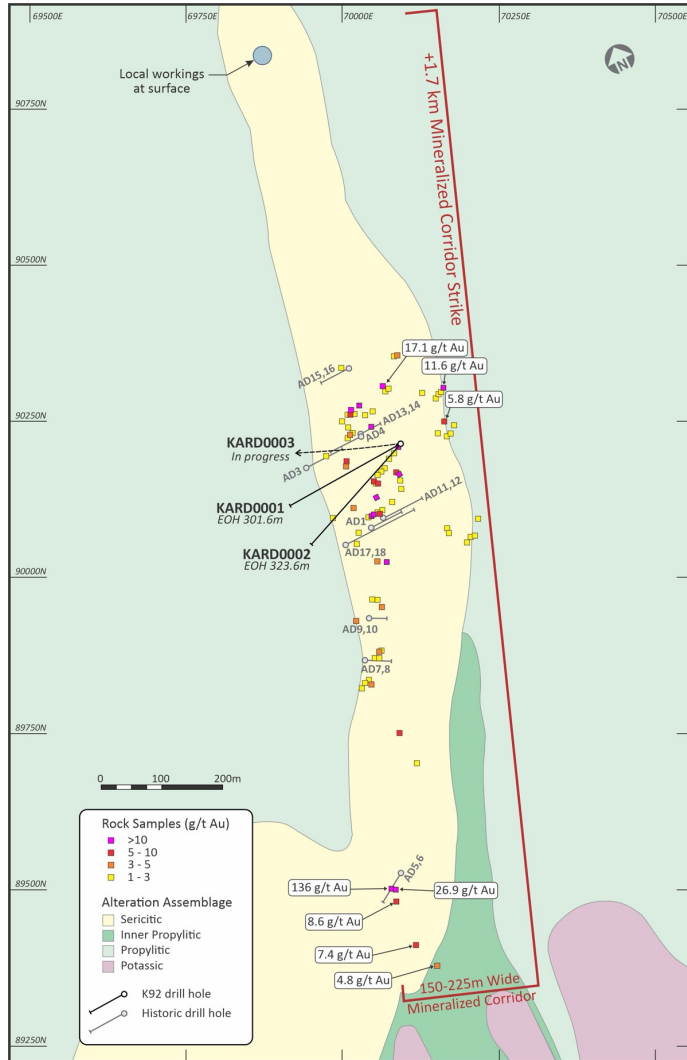 69500E
69750E
70000E
70250E
70500E
Local workings
at surface
N
+1.7 km Mineralized Corridor Strike
90750N
90500N
17.1 g/t Au
11.6 g/t Au
5.8 g/t Au
AD15,16
AD13,14
AD4
90250N
KARD0003
In progress
AD3
AD11,12
KARD0001
EOH 301.6m
AD1
KARD0002
EOH 323.6m
AD17,18
90000N
AD9,10
AD7,8
89750N
0 100 200m
Rock Samples (g/t Au)
>10
5 - 10
3 - 5
1 - 3
Alteration Assemblage
Sericitic
Inner Propylitic
Propylitic
Potassic
K92 drill hole
Historic drill hole
AD5,6
89500N
136 g/t Au
26.9 g/t Au
8.6 g/t Au
7.4 g/t Au
4.8 g/t Au
150-225m Wide
Mineralized Corridor
89250N